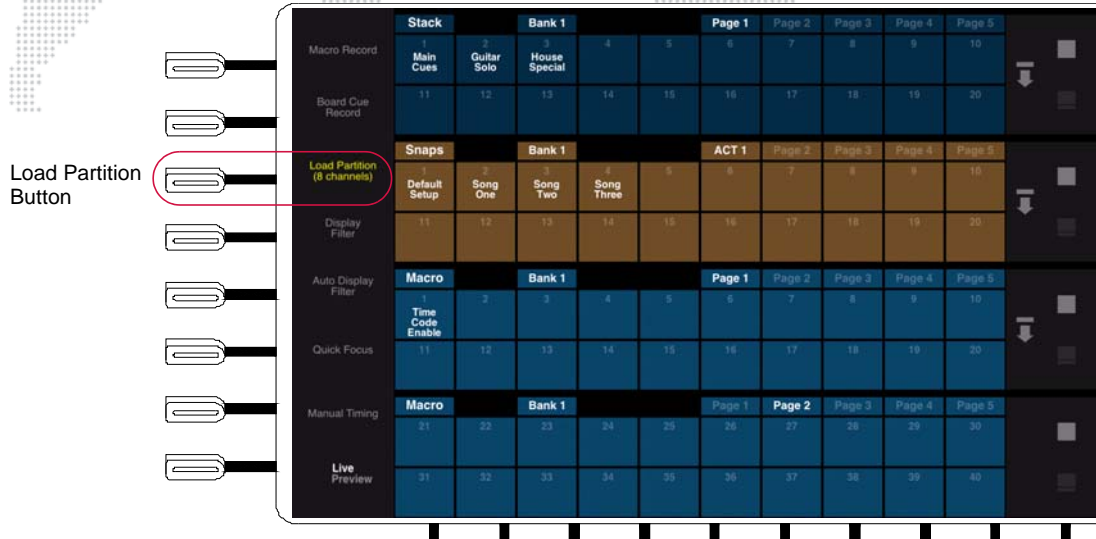 Load Partition
Button
Macro Record
Board Cue
Record
Load Partition
(8 channels)
Display
Filter
Auto Display
Filter
Quick Focus
Manual Timing
Live
Preview
Stack Bank 1 Page 1 Page 2 Page 3 Page 4 Page 5
1 2 3 4 5 6 7 8 9 10
Main Guitar House
Cues Solo Special
11 12 13 14 15 16 17 18 19 20
Snaps Bank 1 ACT 1 Page 2 Page 3 Page 4 Page 5
1 2 3 4 5 6 7 8 9 10
Default Song Song Song
Setup One Two Three
11 12 13 14 15 16 17 18 19 20
Macro Bank 1 Page 1 Page 2 Page 3 Page 4 Page 5
1 2 3 4 5 6 7 8 9 10
Time
Code
Enable
11 12 13 14 15 16 17 18 19 20
Macro Bank 1 Page 1 Page 2 Page 3 Page 4 Page 5
21 22 23 24 25 26 27 28 29 30
31 32 33 34 35 36 37 38 39 40